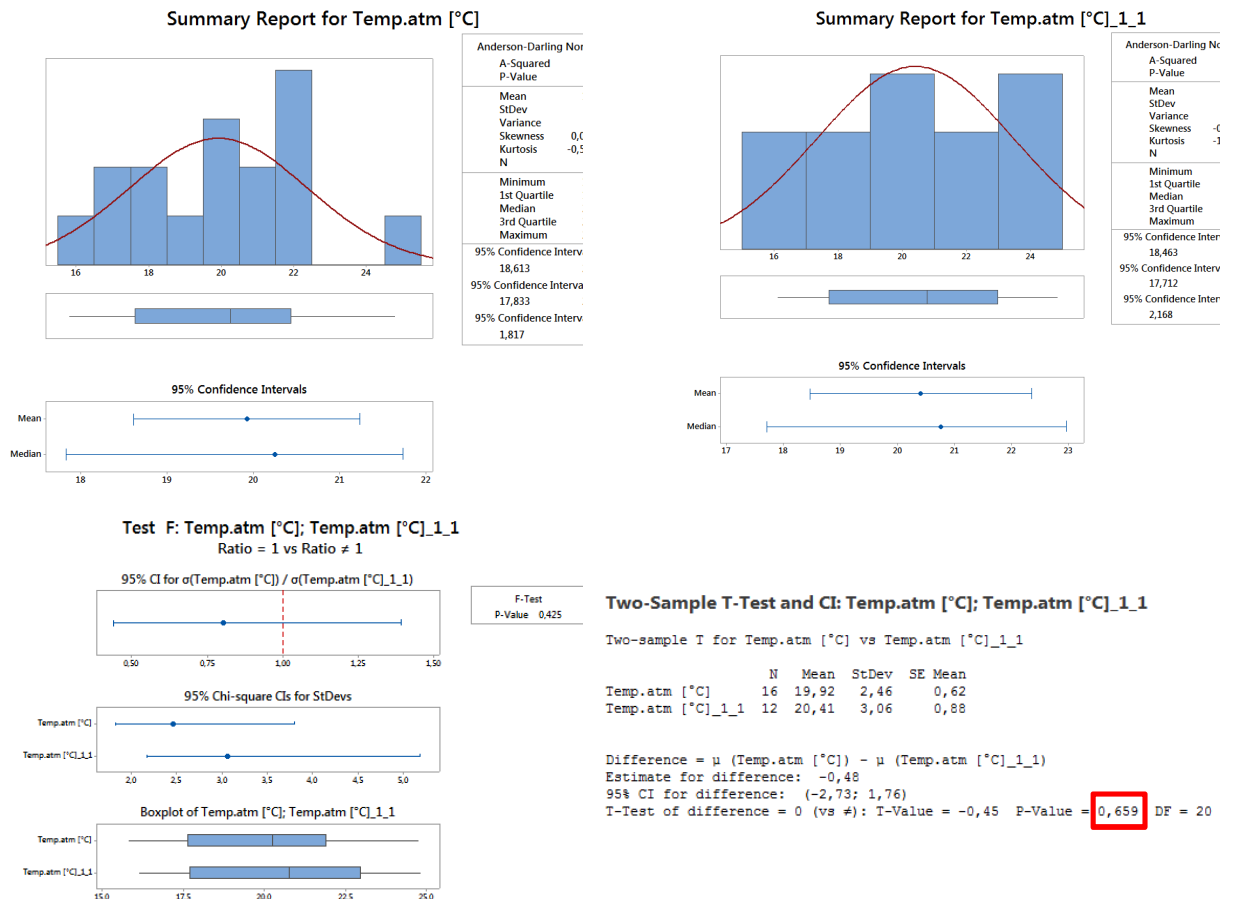 Summary Report for Temp.atm [°C]
Anderson-Darling Nor
A-Squared
P-Value
Mean
StDev
Variance
Skewness 0,0
Kurtosis -0,5
N
Minimum
1st Quartile
Median
3rd Quartile
Maximum
95% Confidence Interv
18,613
95% Confidence Interva
17,833
95% Confidence Interv
1,817
16 18 20 22 24
95% Confidence Intervals
Mean
Median
18 19 20 21 22
Summary Report for Temp.atm [°C]_1_1
Anderson-Darling No
A-Squared
P-Value
Mean
StDev
Variance
Skewness -0
Kurtosis -1
N
Minimum
1st Quartile
Median
3rd Quartile
Maximum
95% Confidence Inter
18,463
95% Confidence Interv
17,712
95% Confidence Inter
2,168
16 18 20 22 24
95% Confidence Intervals
Mean
Median
17 18 19 20 21 22 23
Test F: Temp.atm [°C]; Temp.atm [°C]_1_1
Ratio = 1 vs Ratio ≠ 1
95% CI for σ(Temp.atm [°C]) / σ(Temp.atm [°C]_1_1)
F-Test
P-Value 0,425
0,50 0,75 1,00 1,25 1,50
95% Chi-square CIs for StDevs
Temp.atm [°C]
Temp.atm [°C]_1_1
2,0 2,5 3,0 3,5 4,0 4,5 5,0
Boxplot of Temp.atm [°C]; Temp.atm [°C]_1_1
Temp.atm [°C]
Temp.atm [°C]_1_1
15,0 17,5 20,0 22,5 25,0
Two-Sample T-Test and CI: Temp.atm [°C]; Temp.atm [°C]_1_1
Two-sample T for Temp.atm [°C] vs Temp.atm [°C]_1_1
N Mean StDev SE Mean
Temp.atm [°C] 16 19,92 2,46 0,62
Temp.atm [°C]_1_1 12 20,41 3,06 0,88
Difference = μ (Temp.atm [°C]) - μ (Temp.atm [°C]_1_1)
Estimate for difference: -0,48
95% CI for difference: (-2,73; 1,76)
T-Test of difference = 0 (vs ≠): T-Value = -0,45 P-Value = 0,659 DF = 20